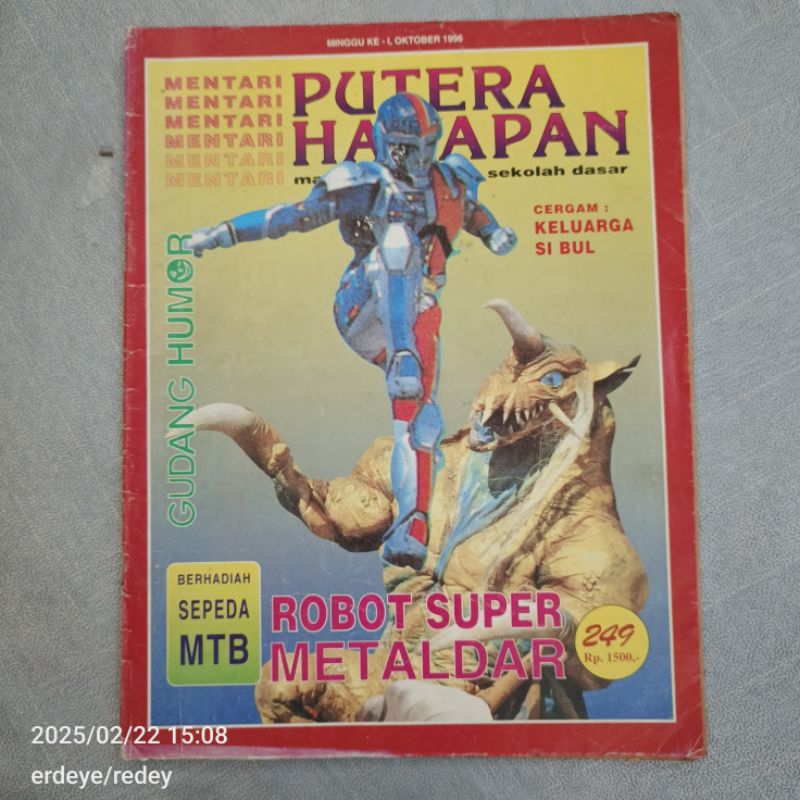 MINGGU KE - I, OKTOBER 1996
MENTARI
MENTARI
MENTARI
MENTARI
MENTARI
MENTARI
PUTERA
HA APAN
ma
sekolah dasar
CERGAM :
KELUARGA
SI BUL
GUDANG HUMOR
BERHADIAH
SEPEDA
MTB
ROBOT SUPER
METALDAR
249
Rp. 1500,-
2025/02/22 15:08
erdeye/redey